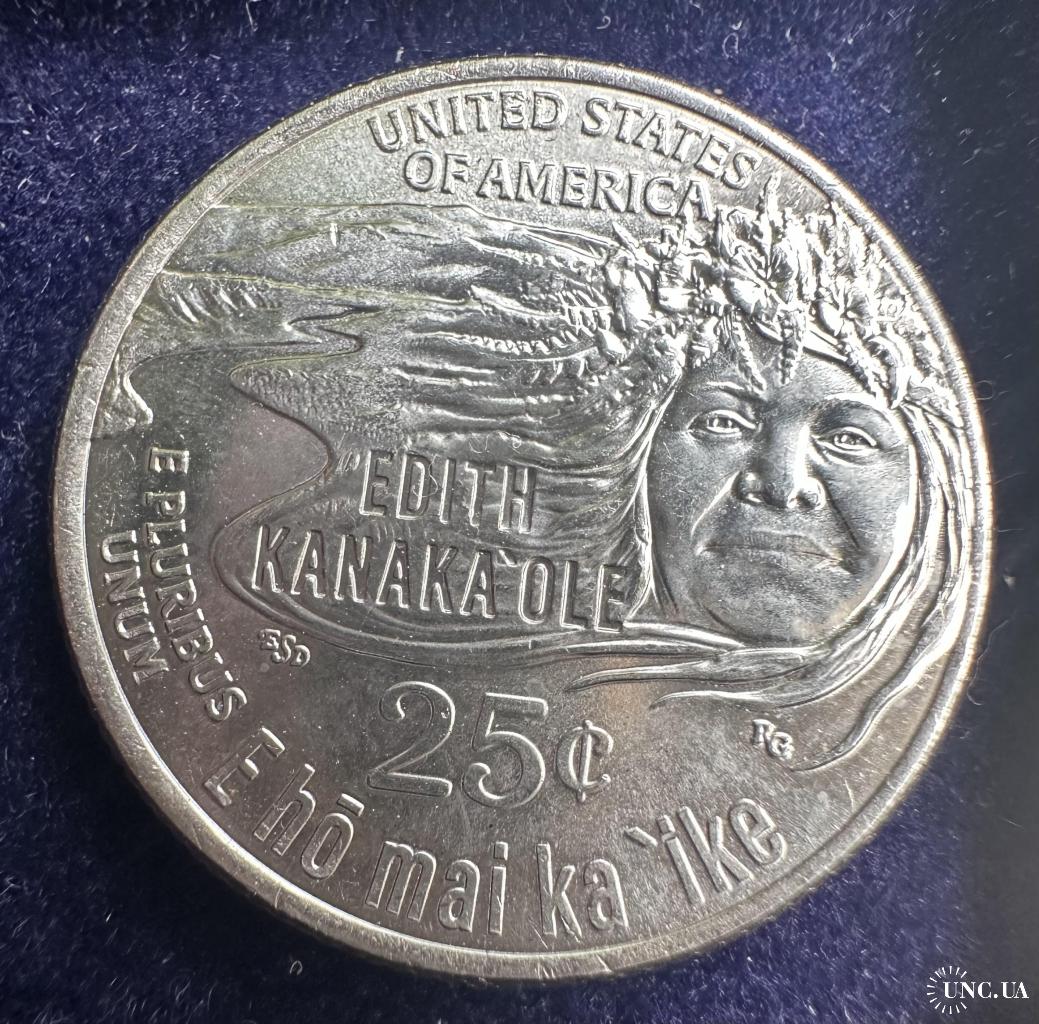 UNITED STATES
OF AMERICA
EDITH
KANAKA`OLE
E PLURIBUS
UNUM
ESD
25¢
RG
E hō mai ka `ike
UNC.UA